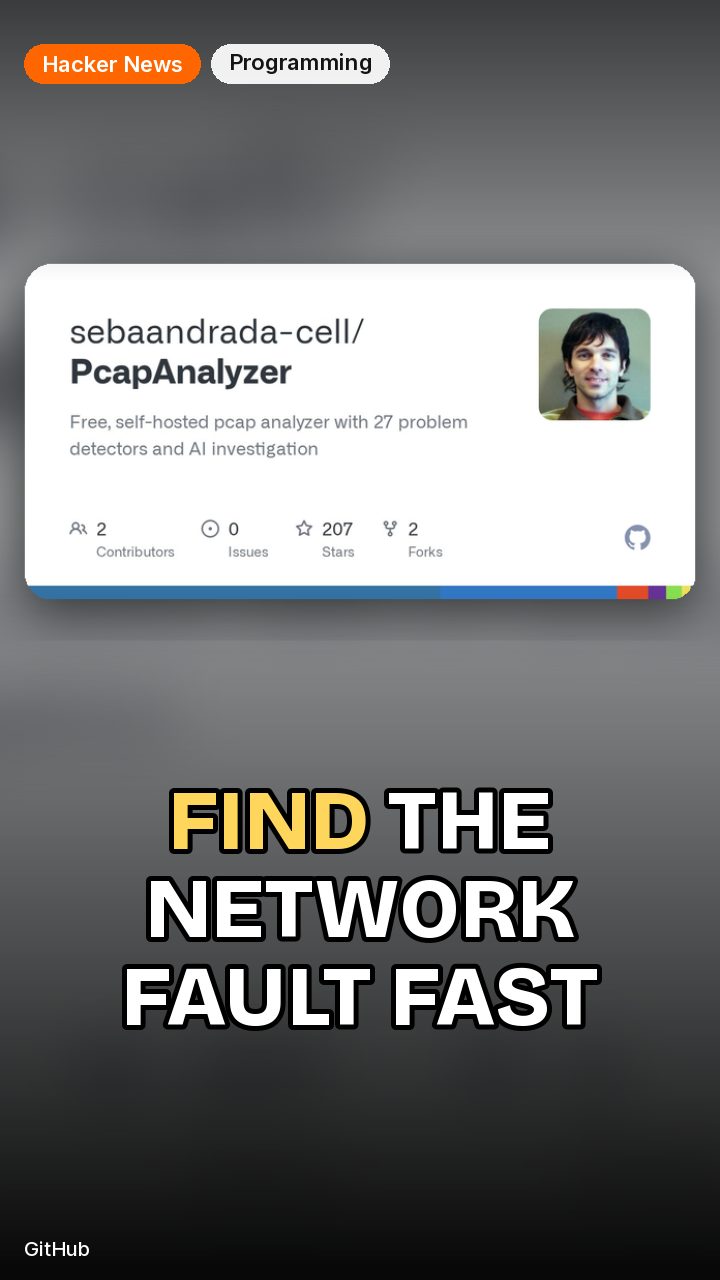 Hacker News
Programming
sebaandrada-cell/
PcapAnalyzer
Free, self-hosted pcap analyzer with 27 problem
detectors and AI investigation
2
Contributors
0
Issues
207
Stars
2
Forks
FIND THE
NETWORK
FAULT FAST
GitHub